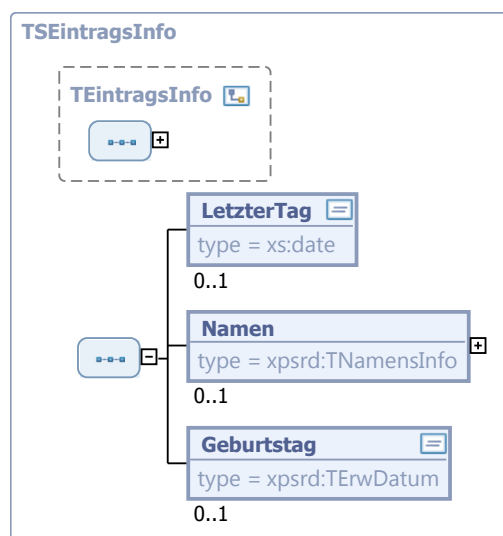 TSEintragsInfo
TEintragsInfo
LetzterTag
type = xs:date
0..1
Namen
type = xpsrd:TNamensInfo
0..1
Geburtstag
type = xpsrd:TErwDatum
0..1